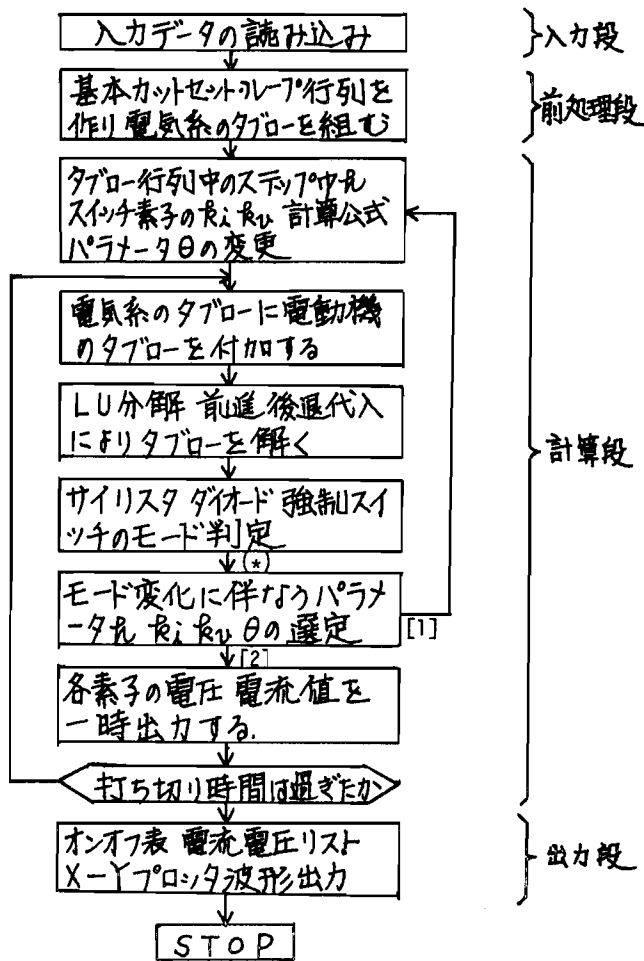 入力データの読み込み
}入力段
基本カットセットループ行列を
作り電気系のタブローを組む
}前処理段
タブロー行列中のステップ巾h
スイッチ素子のki kv 計算公式
パラメータθの変更
電気系のタブローに電動機
のタブローを付加する
LU分解 前進後退代入
によりタブローを解く
}計算段
サイリスタ ダイオード 強制スイ
ッチのモード判定
(*)
モード変化に伴なうパラメ
ータh ki kv θの選定
[1]
[2]
各素子の電圧 電流値を
一時出力する.
打ち切り時間は過ぎたか
オンオフ表 電流電圧リスト
X-Yプロッタ波形出力
}出力段
STOP